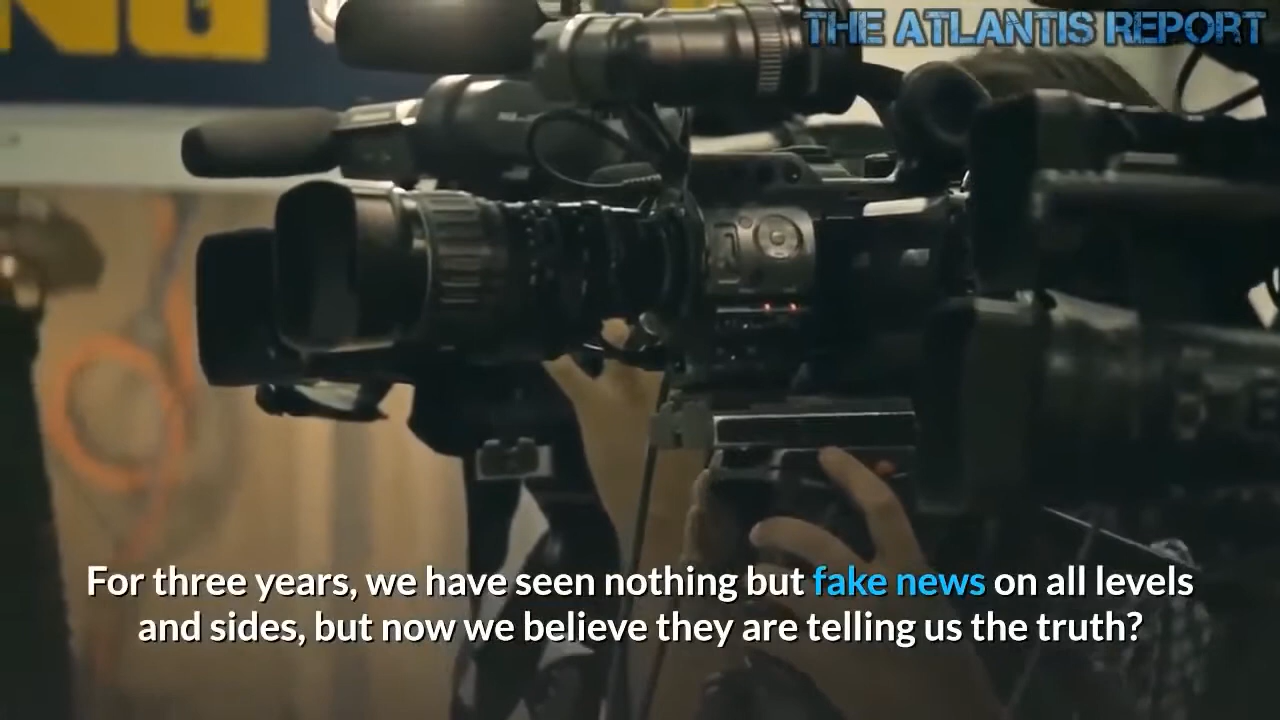 NG
THE ATLANTIS REPORT
For three years, we have seen nothing but fake news on all levels
and sides, but now we believe they are telling us the truth?